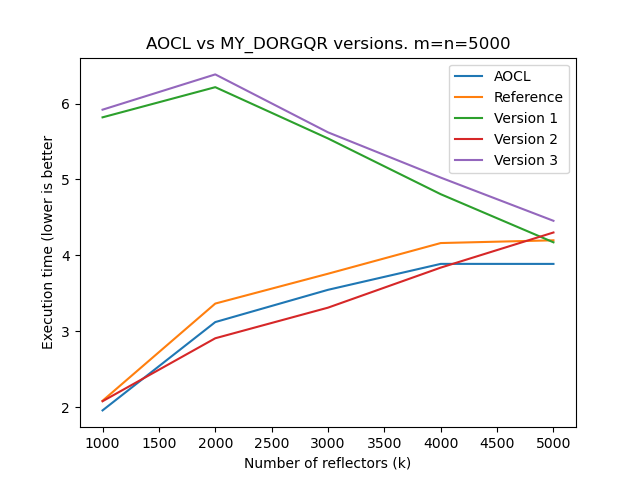 AOCL vs MY_DORGQR versions. m=n=5000
AOCL
Reference
Version 1
Version 2
Version 3
Execution time (lower is better
6
5
4
3
2
1000 1500 2000 2500 3000 3500 4000 4500 5000
Number of reflectors (k)